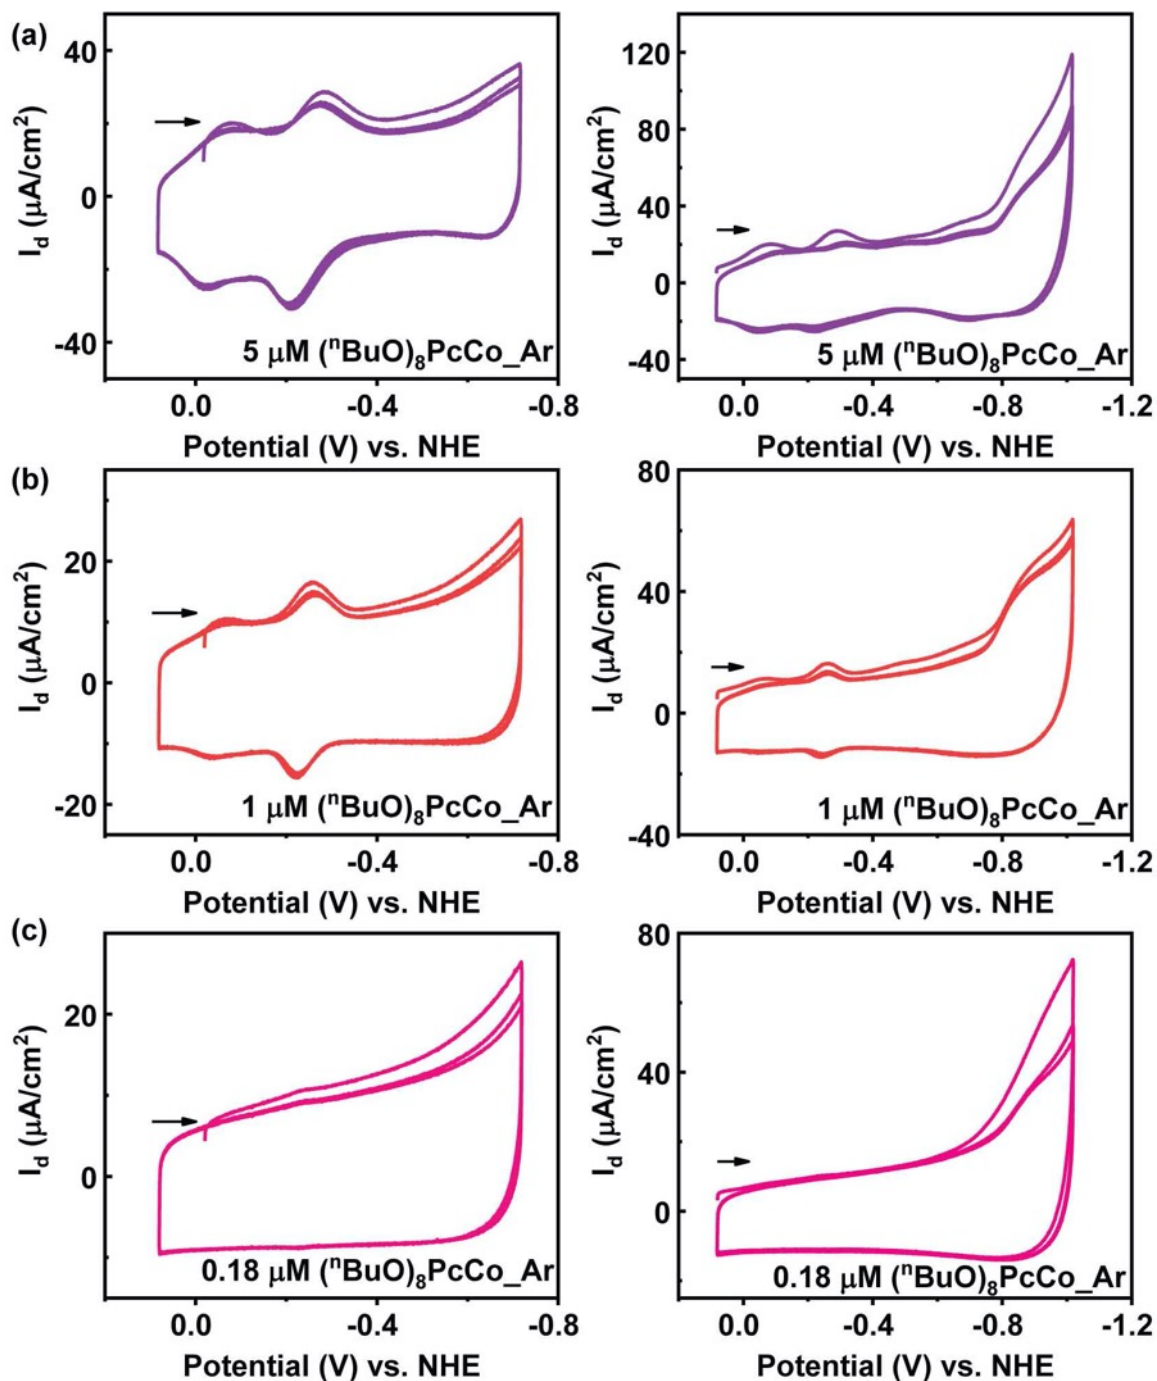 (a)
40
0
-40
I_d (μA/cm²)
5 μM (ⁿBuO)₈PcCo_Ar
0.0 -0.4 -0.8
Potential (V) vs. NHE
120
80
40
0
-40
I_d (μA/cm²)
5 μM (ⁿBuO)₈PcCo_Ar
0.0 -0.4 -0.8 -1.2
Potential (V) vs. NHE
(b)
20
0
-20
I_d (μA/cm²)
1 μM (ⁿBuO)₈PcCo_Ar
0.0 -0.4 -0.8
Potential (V) vs. NHE
80
40
0
-40
I_d (μA/cm²)
1 μM (ⁿBuO)₈PcCo_Ar
0.0 -0.4 -0.8 -1.2
Potential (V) vs. NHE
(c)
20
0
I_d (μA/cm²)
0.18 μM (ⁿBuO)₈PcCo_Ar
0.0 -0.4 -0.8
Potential (V) vs. NHE
80
40
0
I_d (μA/cm²)
0.18 μM (ⁿBuO)₈PcCo_Ar
0.0 -0.4 -0.8 -1.2
Potential (V) vs. NHE